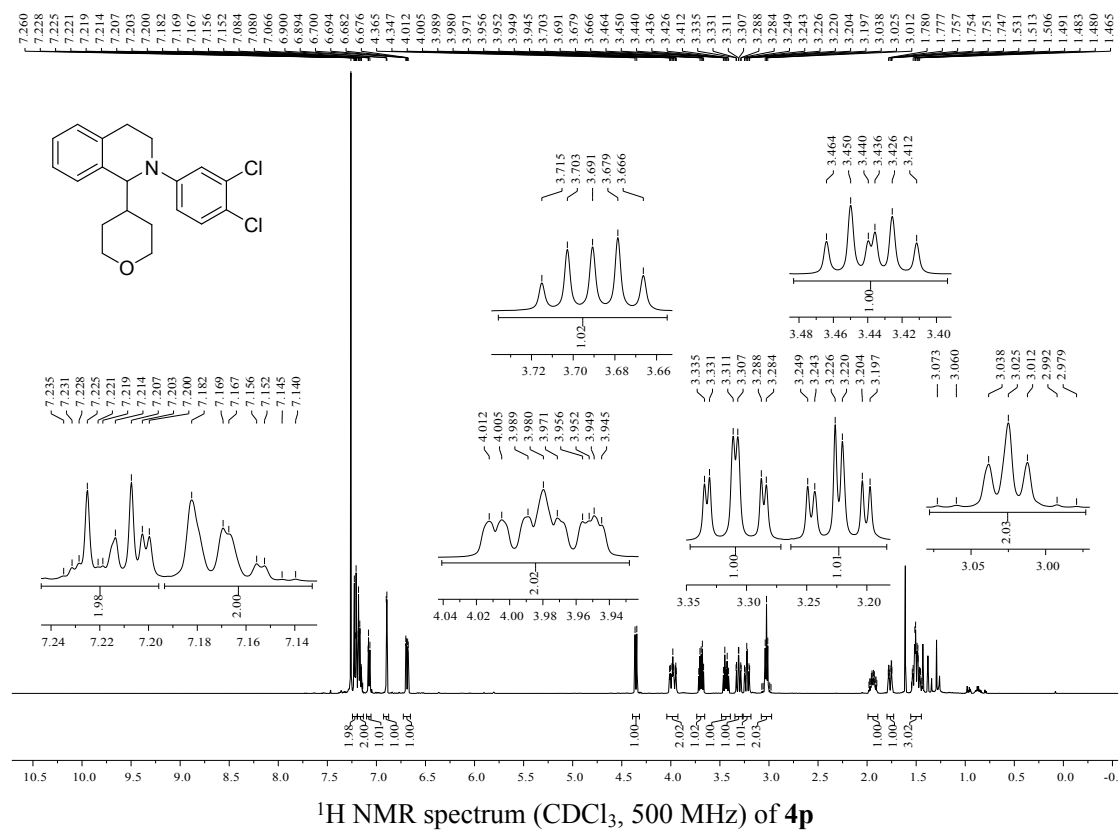 7.260 7.228 7.225 7.221 7.219 7.214 7.207 7.203 7.200 7.182 7.169 7.167 7.156 7.152 7.084 7.080 7.066 6.900 6.894 6.700 6.694 6.682 6.676 4.365 4.347 4.012 4.005 3.989 3.980 3.971 3.956 3.952 3.949 3.945 3.703 3.691 3.679 3.666 3.464 3.450 3.440 3.436 3.426 3.412 3.335 3.331 3.311 3.307 3.288 3.284 3.249 3.243 3.226 3.220 3.204 3.197 3.038 3.025 3.012 1.780 1.777 1.757 1.754 1.751 1.747 1.531 1.513 1.506 1.491 1.483 1.480 1.465
N
Cl
Cl
O
3.715 3.703 3.691 3.679 3.666
1.02
3.72 3.70 3.68 3.66
3.464 3.450 3.440 3.436 3.426 3.412
1.00
3.48 3.46 3.44 3.42 3.40
7.235 7.231 7.228 7.225 7.221 7.219 7.214 7.207 7.203 7.200 7.182 7.169 7.167 7.156 7.152 7.145 7.140
1.98 2.00
7.24 7.22 7.20 7.18 7.16 7.14
4.012 4.005 3.989 3.980 3.971 3.956 3.952 3.949 3.945
2.02
4.04 4.02 4.00 3.98 3.96 3.94
3.335 3.331 3.311 3.307 3.288 3.284 3.249 3.243 3.226 3.220 3.204 3.197
1.00 1.01
3.35 3.30 3.25 3.20
3.073 3.060 3.038 3.025 3.012 2.992 2.979
2.03
3.05 3.00
1.98 2.00 1.01 1.00 1.00 1.00 2.02 1.02 1.00 1.00 1.01 2.03 1.00 1.00 3.02
10.5 10.0 9.5 9.0 8.5 8.0 7.5 7.0 6.5 6.0 5.5 5.0 4.5 4.0 3.5 3.0 2.5 2.0 1.5 1.0 0.5 0.0
¹H NMR spectrum (CDCl₃, 500 MHz) of 4p